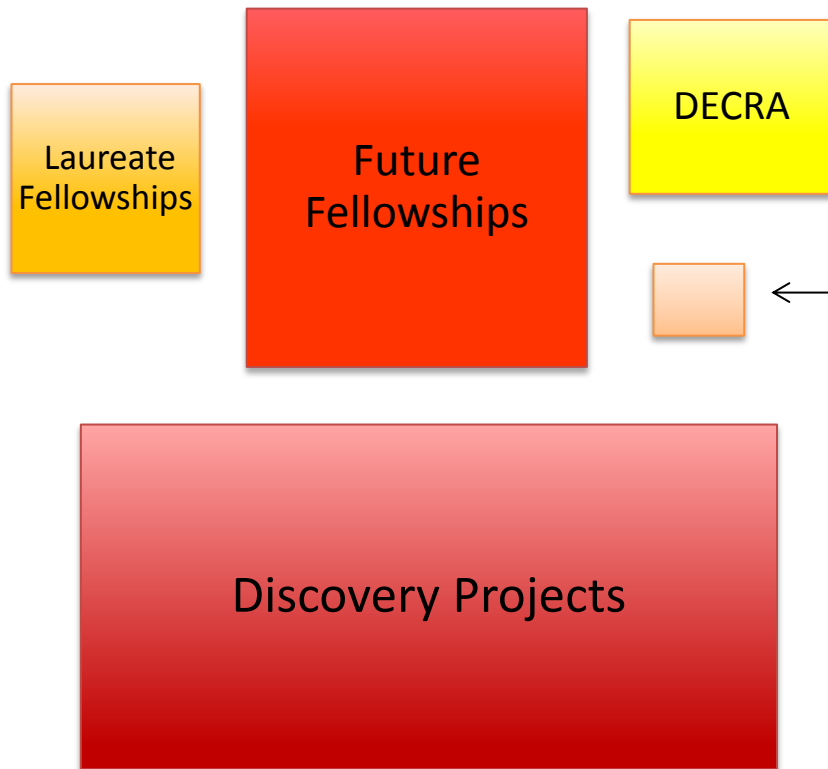 Laureate
Fellowships
Future
Fellowships
DECRA
Discovery Projects